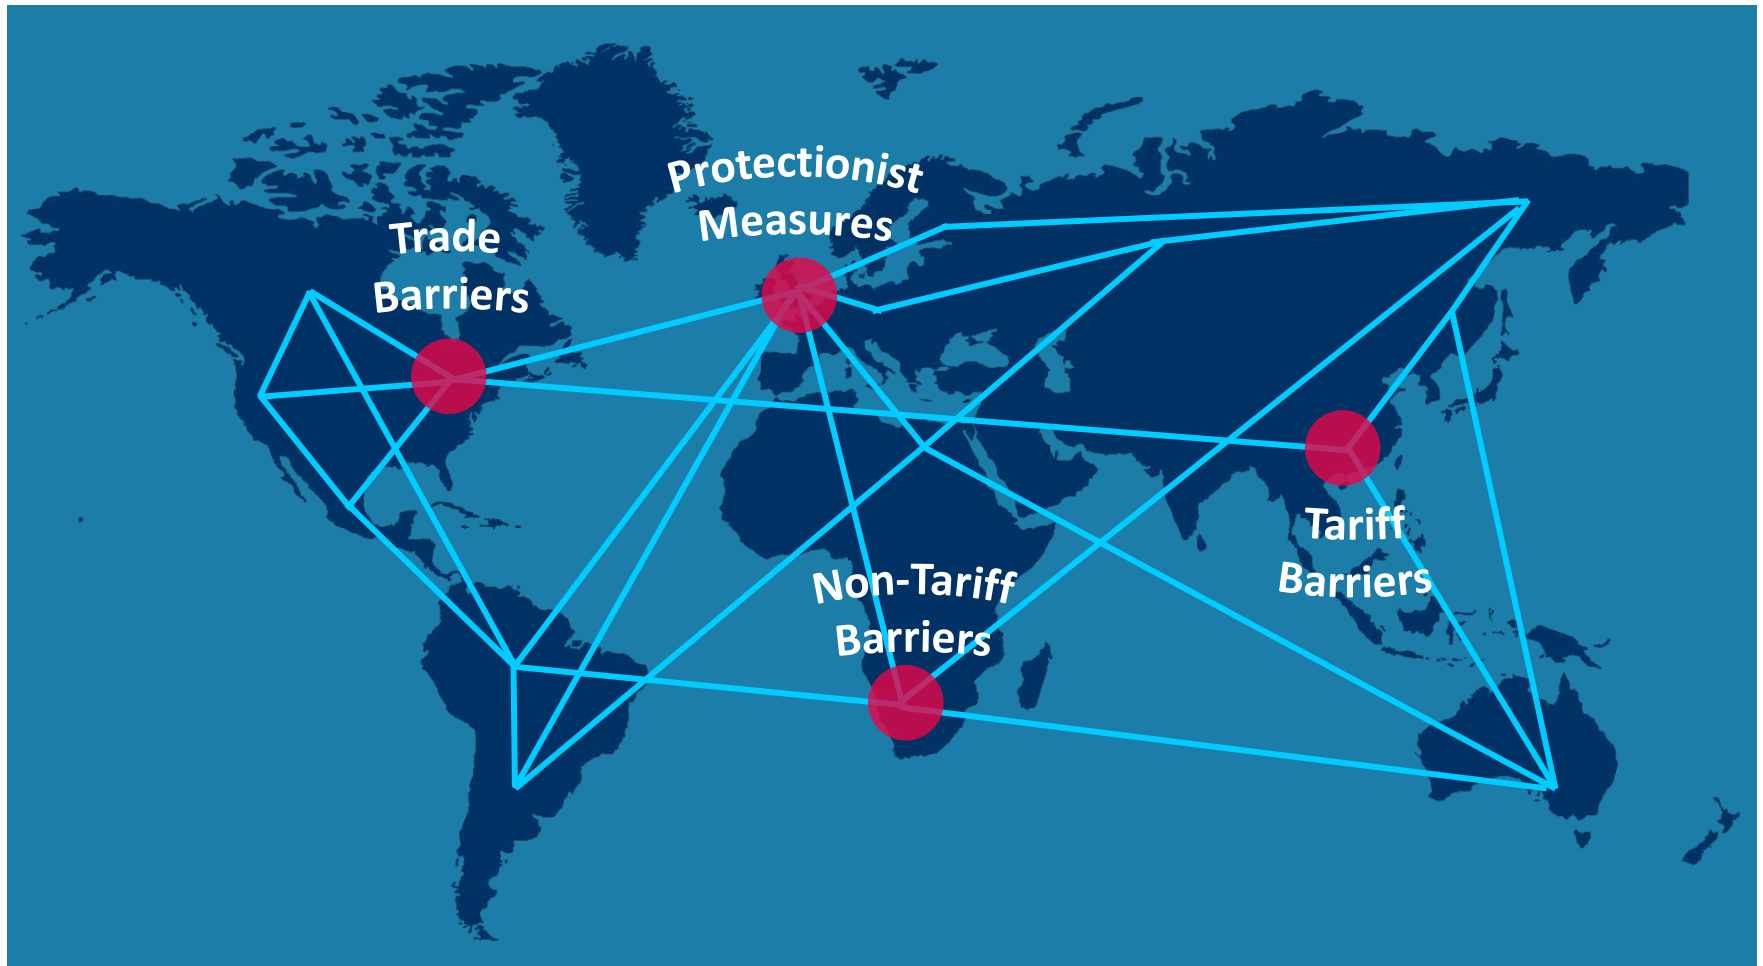 Protectionist
Measures
Trade
Barriers
Tariff
Barriers
Non-Tariff
Barriers